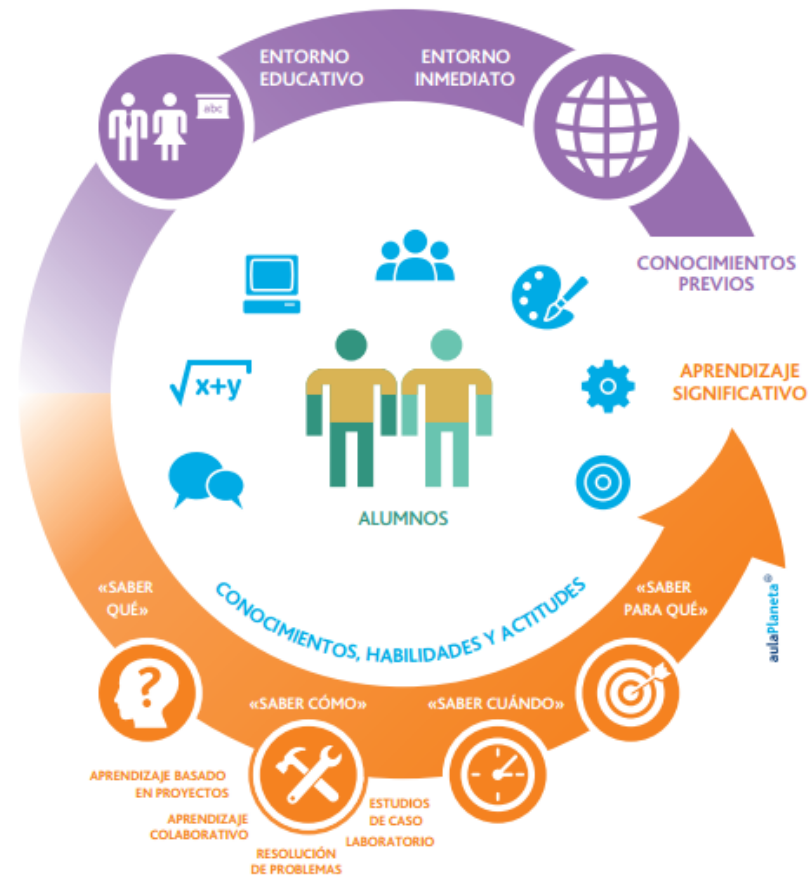 ENTORNO
EDUCATIVO
ENTORNO
INMEDIATO
abc
CONOCIMIENTOS
PREVIOS
APRENDIZAJE
SIGNIFICATIVO
√x+y
ALUMNOS
CONOCIMIENTOS, HABILIDADES Y ACTITUDES
«SABER
QUÉ»
?
«SABER CÓMO»
«SABER CUÁNDO»
«SABER
PARA QUÉ»
aulaPlaneta®
APRENDIZAJE BASADO
EN PROYECTOS
APRENDIZAJE
COLABORATIVO
RESOLUCIÓN
DE PROBLEMAS
ESTUDIOS
DE CASO
LABORATORIO